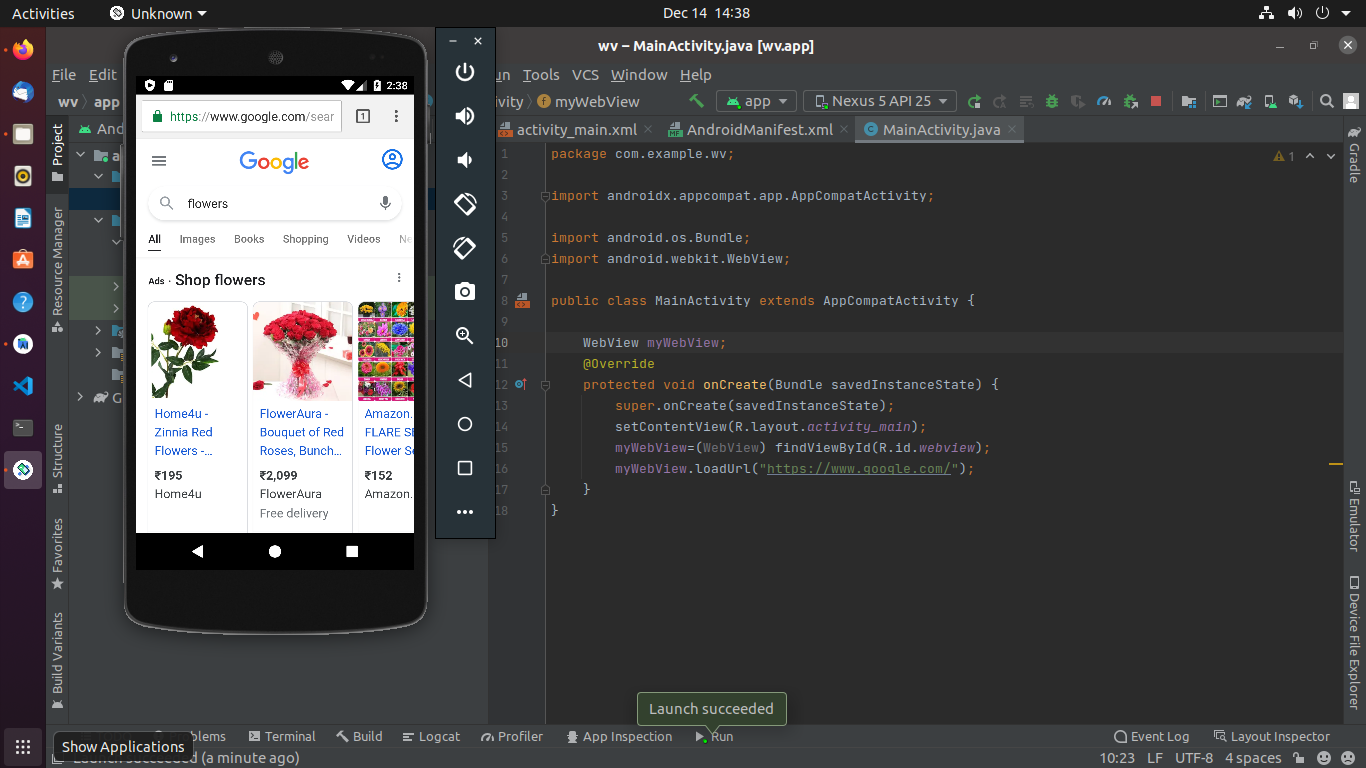 Activities
Unknown
Dec 14 14:38
wv – MainActivity.java [wv.app]
File Edit
Tools VCS Window Help
wv
app
myWebView
app
Nexus 5 API 25
activity_main.xml
AndroidManifest.xml
MainActivity.java
Project
Resource Manager
Structure
Favorites
Build Variants
2:38
https://www.google.com/sear
1
Google
flowers
All Images Books Shopping Videos
Ads · Shop flowers
Home4u -
Zinnia Red
Flowers -...
₹195
Home4u
FlowerAura -
Bouquet of Red
Roses, Bunch...
₹2,099
FlowerAura
Free delivery
Amazon.
₹152
Amazon.
1 package com.example.wv;
2
3 import androidx.appcompat.app.AppCompatActivity;
4
5 import android.os.Bundle;
6 import android.webkit.WebView;
7
8 public class MainActivity extends AppCompatActivity {
9
10 WebView myWebView;
11 @Override
12 protected void onCreate(Bundle savedInstanceState) {
13 super.onCreate(savedInstanceState);
14 setContentView(R.layout.activity_main);
15 myWebView=(WebView) findViewById(R.id.webview);
16 myWebView.loadUrl("https://www.google.com/");
17 }
18 }
1
Gradle
Emulator
Device File Explorer
Launch succeeded
Terminal
Build
Logcat
Profiler
App Inspection
Run
Event Log
Layout Inspector
Show Applications
Launch succeeded (a minute ago)
10:23 LF UTF-8 4 spaces